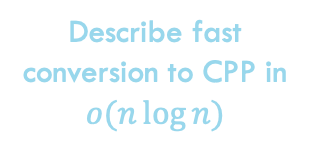 Describe fast
conversion to CPP in
o(n log n)